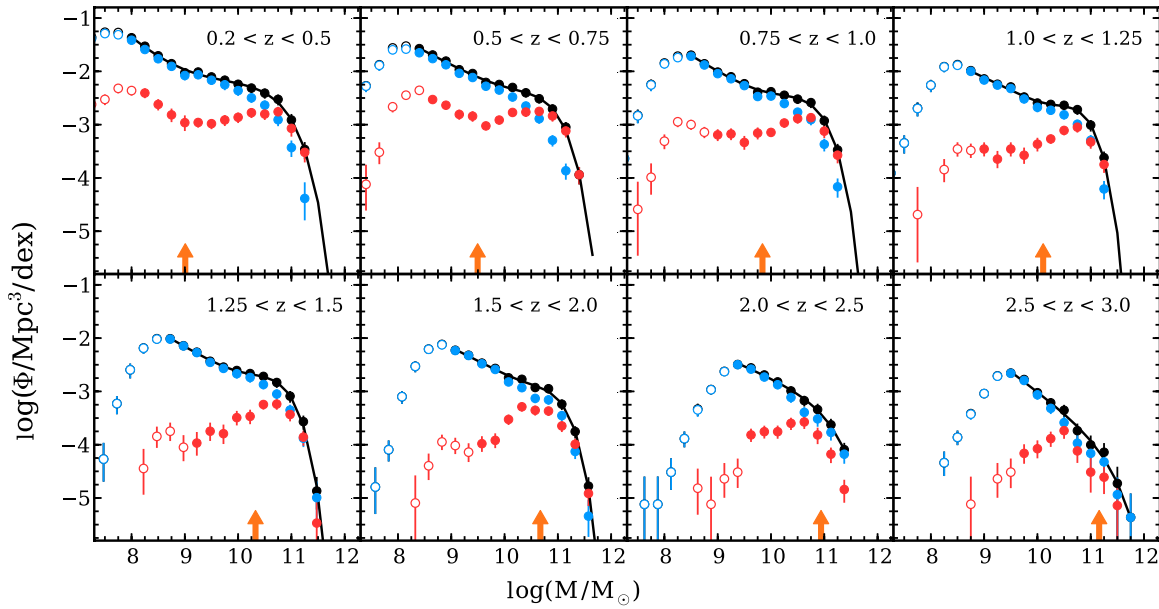 −1 −2 −3 −4 −5
0.2 < z < 0.5
0.5 < z < 0.75
0.75 < z < 1.0
1.0 < z < 1.25
log(Φ/Mpc³/dex)
−1 −2 −3 −4 −5
1.25 < z < 1.5
1.5 < z < 2.0
2.0 < z < 2.5
2.5 < z < 3.0
8 9 10 11 12 8 9 10 11 12 8 9 10 11 12 8 9 10 11 12
log(M/M☉)